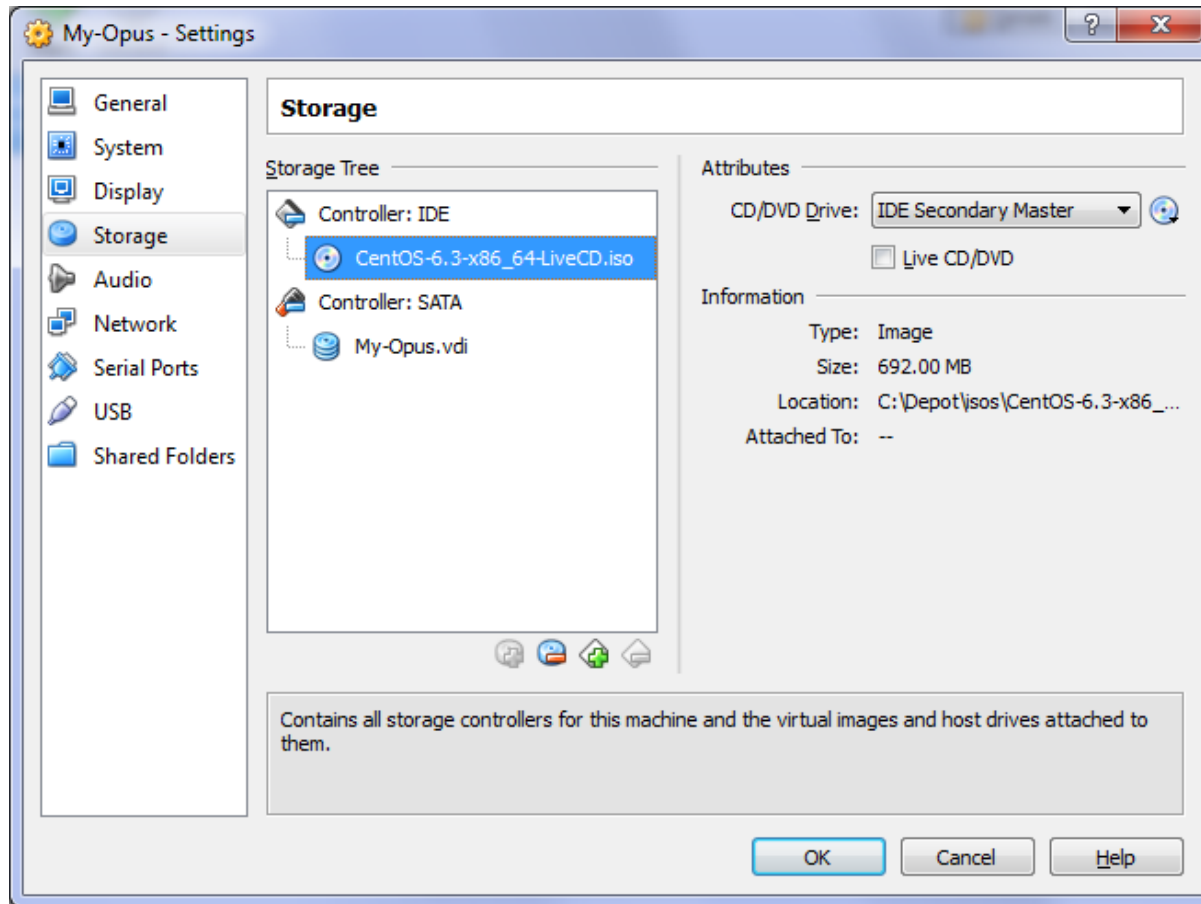 My-Opus - Settings
General
System
Display
Storage
Audio
Network
Serial Ports
USB
Shared Folders
Storage
Storage Tree
Controller: IDE
CentOS-6.3-x86_64-LiveCD.iso
Controller: SATA
My-Opus.vdi
Attributes
CD/DVD Drive: IDE Secondary Master
Live CD/DVD
Information
Type: Image
Size: 692.00 MB
Location: C:\Depot\isos\CentOS-6.3-x86_...
Attached To: --
Contains all storage controllers for this machine and the virtual images and host drives attached to
them.
OK Cancel Help